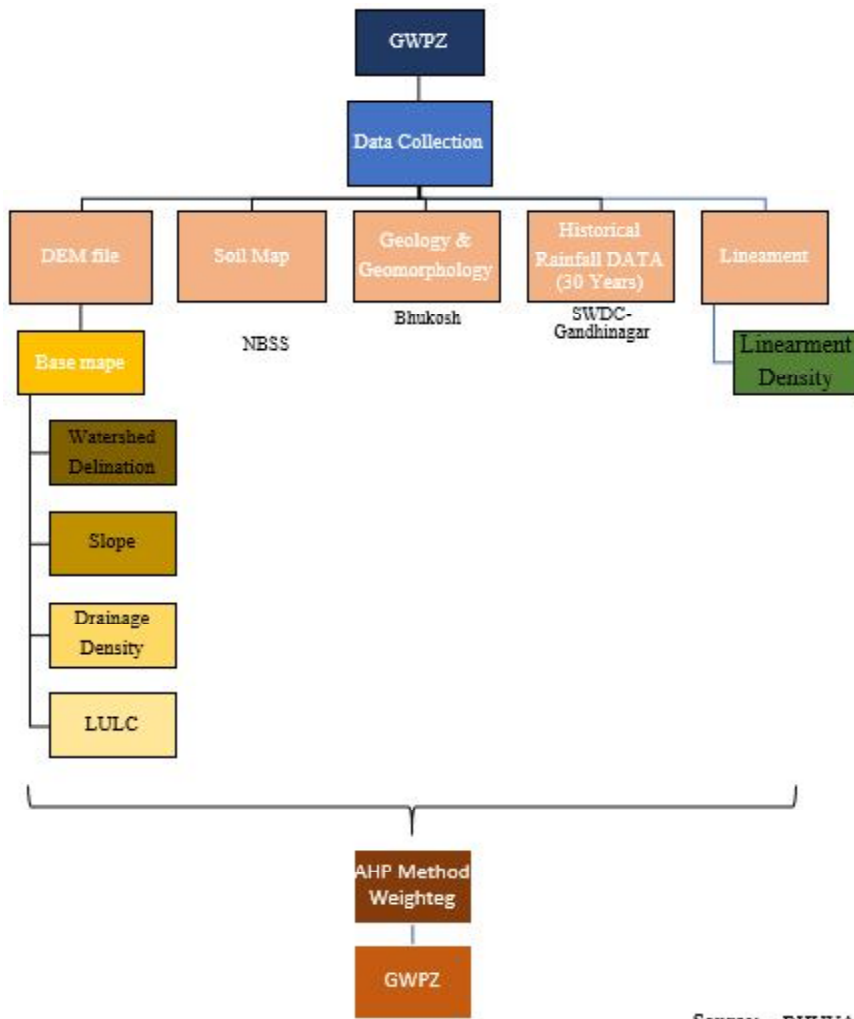 GWPZ
Data Collection
DEM file
Soil Map
Geology &
Geomorphology
Historical
Rainfall DATA
(30 Years)
Lineament
NBSS
Bhukosh
SWDC-
Gandhinagar
Base mape
Linearment
Density
Watershed
Delination
Slope
Drainage
Density
LULC
AHP Method
Weighteg
GWPZ